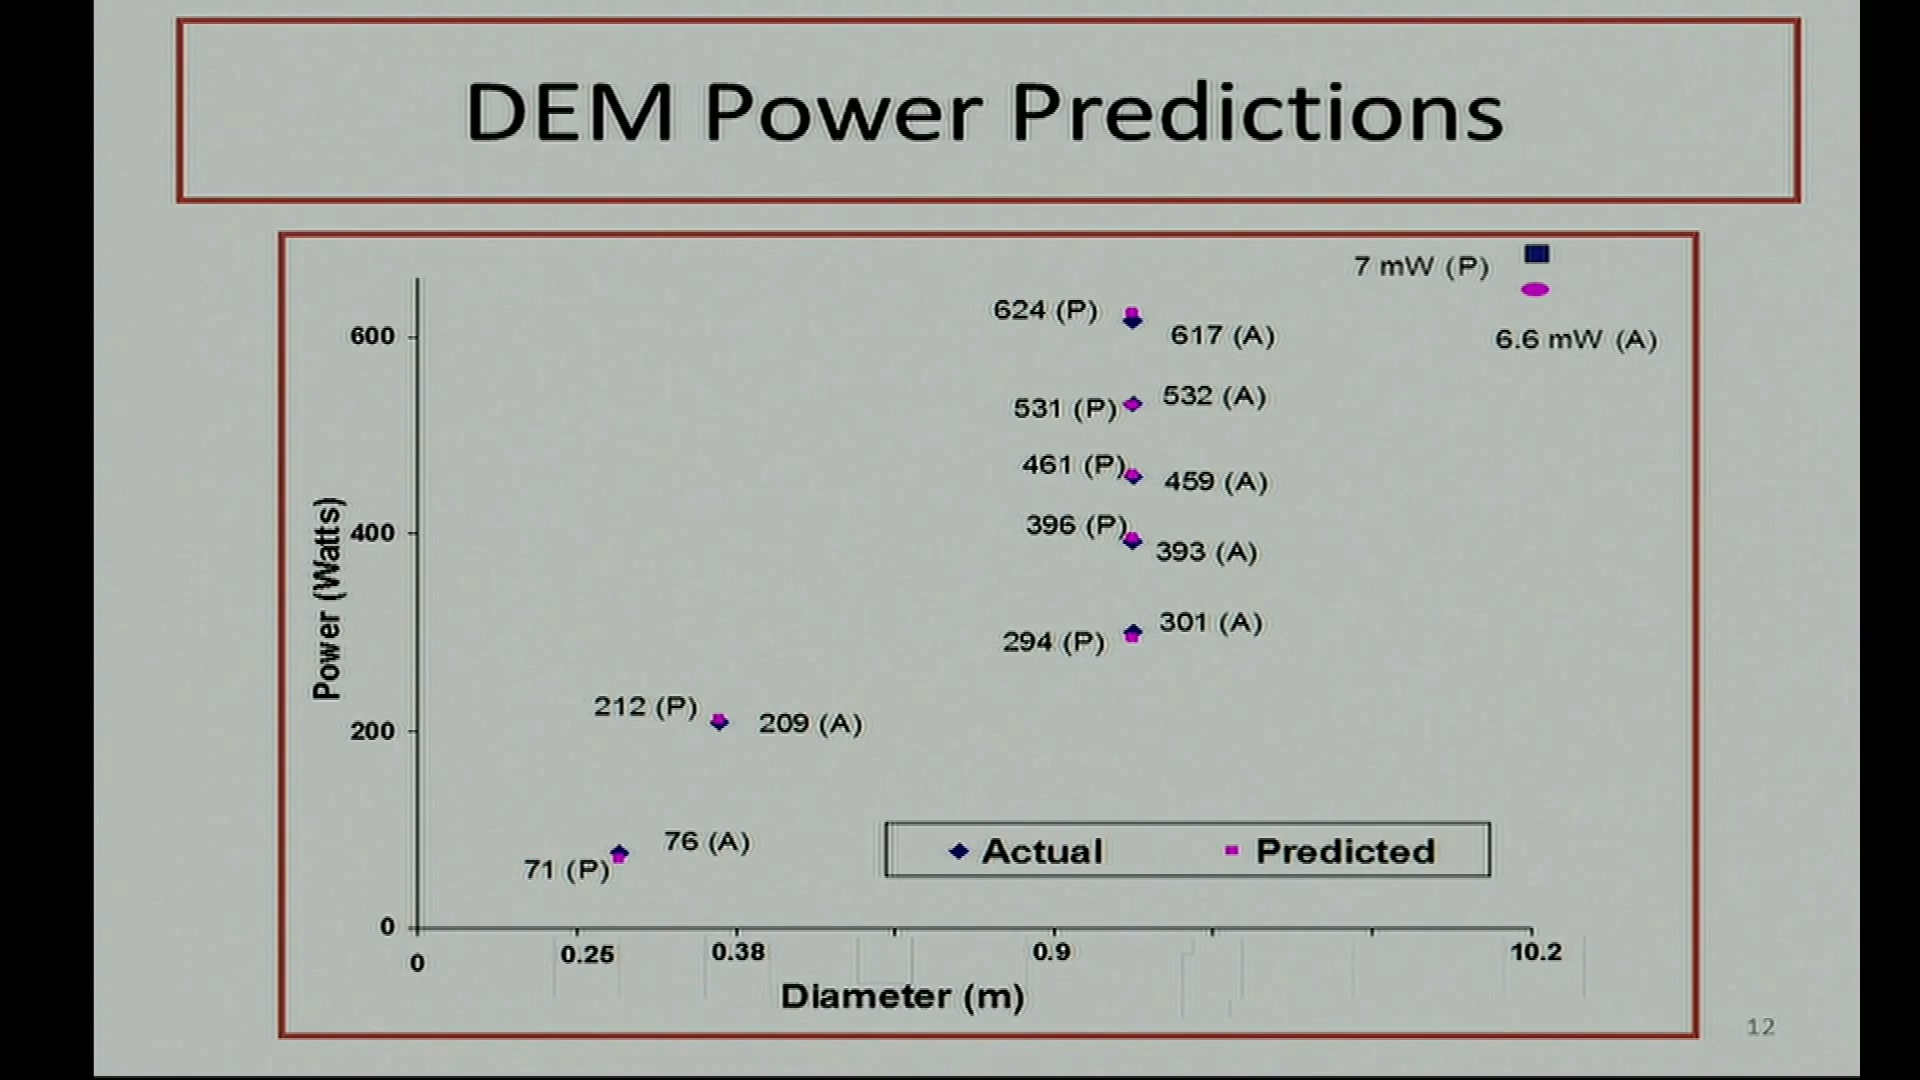 DEM Power Predictions
7 mW (P)
624 (P)
617 (A)
6.6 mW (A)
600
532 (A)
531 (P)
461 (P)
459 (A)
396 (P)
400
393 (A)
301 (A)
294 (P)
Power (Watts)
212 (P)
209 (A)
200
76 (A)
71 (P)
Actual Predicted
0
0 0.25 0.38 0.9 10.2
Diameter (m)
12